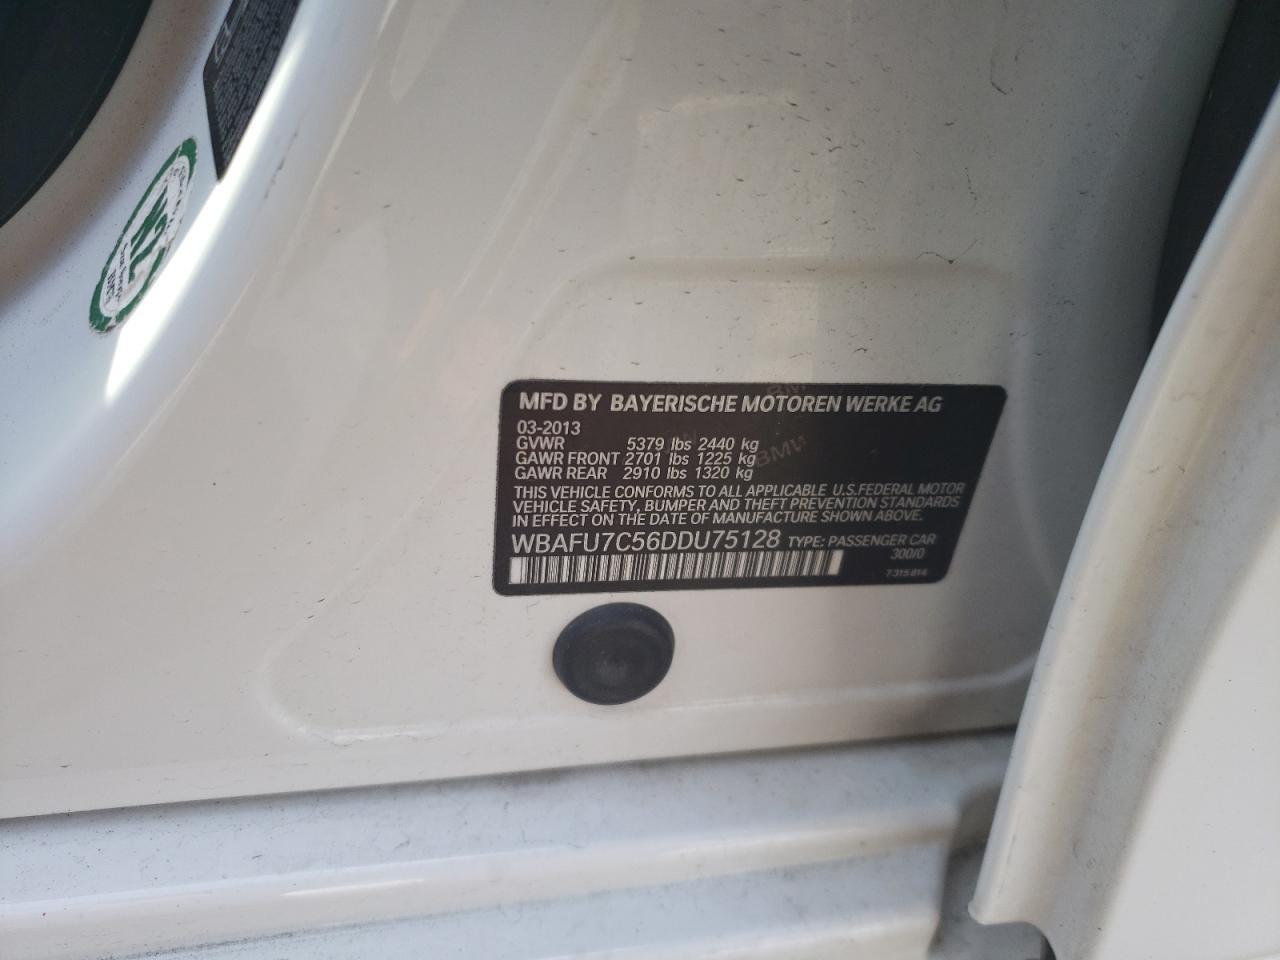 MFD BY BAYERISCHE MOTOREN WERKE AG
03-2013
GVWR 5379 lbs 2440 kg
GAWR FRONT 2701 lbs 1225 kg
GAWR REAR 2910 lbs 1320 kg
THIS VEHICLE CONFORMS TO ALL APPLICABLE U.S.FEDERAL MOTOR
VEHICLE SAFETY, BUMPER AND THEFT PREVENTION STANDARDS
IN EFFECT ON THE DATE OF MANUFACTURE SHOWN ABOVE.
WBAFU7C56DDU75128 TYPE: PASSENGER CAR
300/0
7 315 814
BMW